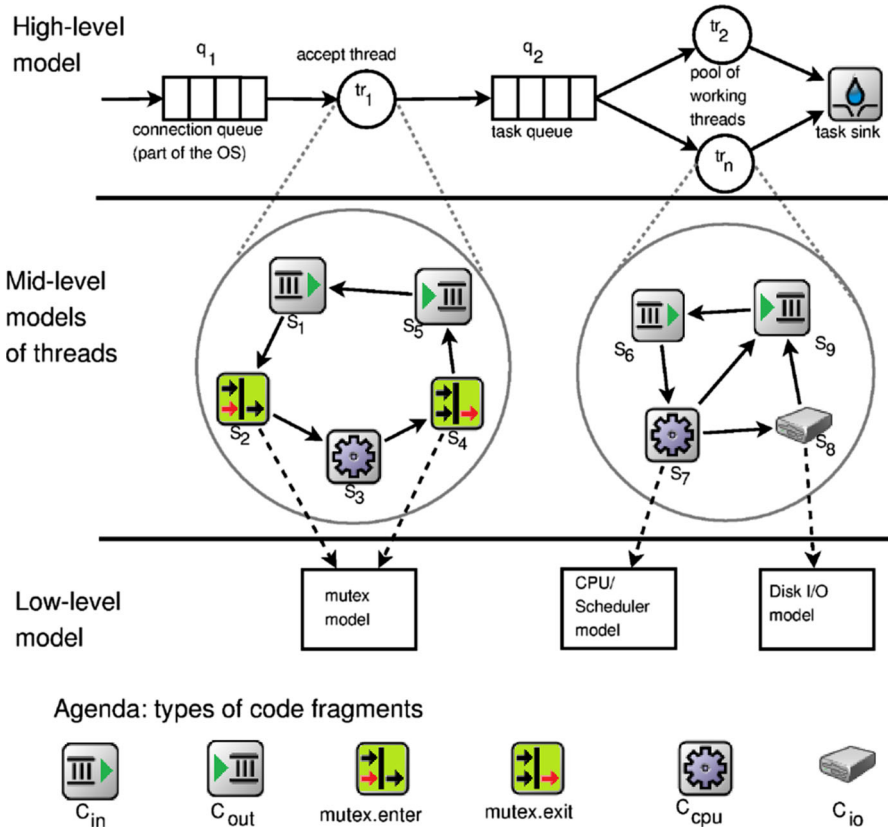 High-level
model
q1
accept thread
tr1
connection queue
(part of the OS)
q2
task queue
tr2
pool of
working
threads
trn
task sink
Mid-level
models
of threads
S1
S5
S2
S4
S3
S6
S9
S8
S7
Low-level
model
mutex
model
CPU/
Scheduler
model
Disk I/O
model
Agenda: types of code fragments
Cin
Cout
mutex.enter
mutex.exit
Ccpu
Cio